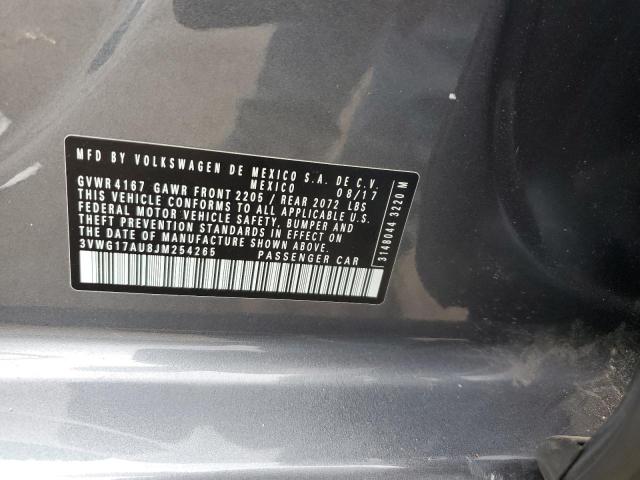 MFD BY VOLKSWAGEN DE MEXICO S.A. DE C.V.
MEXICO 08/17
GVWR 4167 GAWR FRONT 2205 / REAR 2072 LBS
THIS VEHICLE CONFORMS TO ALL APPLICABLE U.S.
FEDERAL MOTOR VEHICLE SAFETY, BUMPER AND
THEFT PREVENTION STANDARDS IN EFFECT ON
THE DATE OF MANUFACTURE SHOWN ABOVE.
3VWG17AU8JM254265 PASSENGER CAR
3148044 3220 M